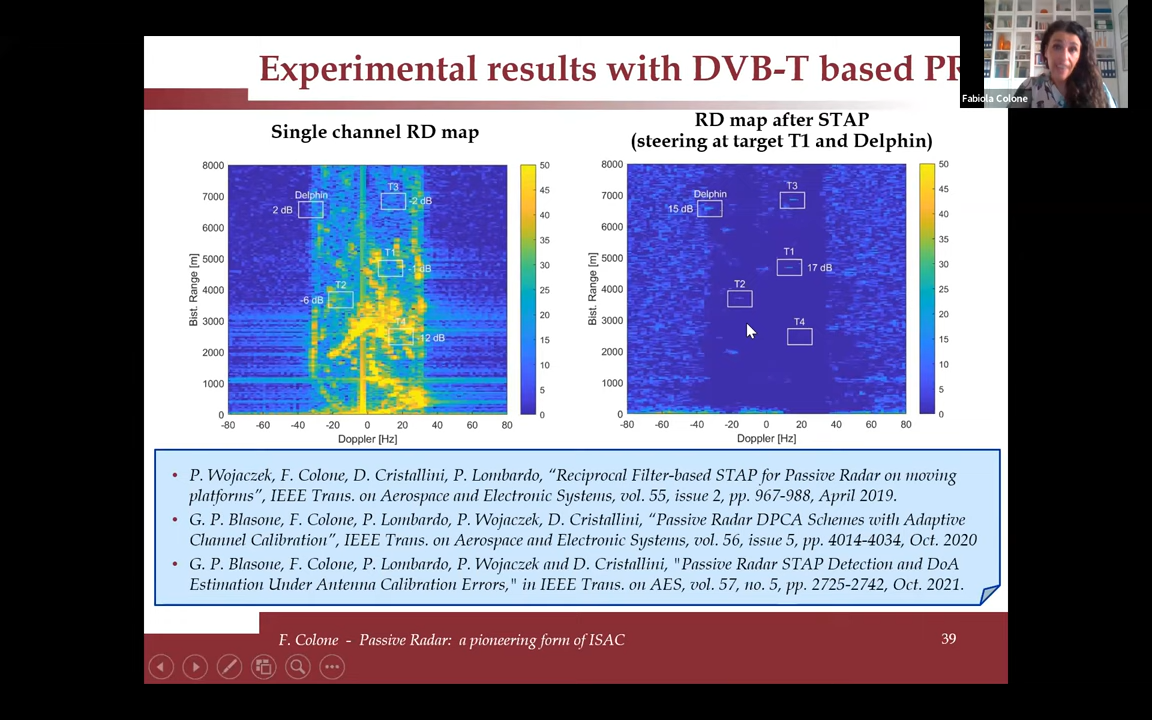 Experimental results with DVB-T based P
Fabiola Colone
Single channel RD map
RD map after STAP
(steering at target T1 and Delphin)
8000
7000
6000
5000
4000
3000
2000
1000
0
Bist. Range [m]
-80 -60 -40 -20 0 20 40 60 80
Doppler [Hz]
Delphin
2 dB
T3
-2 dB
T1
-1 dB
T2
-6 dB
T4
-12 dB
50
45
40
35
30
25
20
15
10
5
0
8000
7000
6000
5000
4000
3000
2000
1000
0
Bist. Range [m]
-80 -60 -40 -20 0 20 40 60 80
Doppler [Hz]
Delphin
15 dB
T3
T1
17 dB
T2
T4
50
45
40
35
30
25
20
15
10
5
0
• P. Wojaczek, F. Colone, D. Cristallini, P. Lombardo, “Reciprocal Filter-based STAP for Passive Radar on moving
platforms”, IEEE Trans. on Aerospace and Electronic Systems, vol. 55, issue 2, pp. 967-988, April 2019.
• G. P. Blasone, F. Colone, P. Lombardo, P. Wojaczek, D. Cristallini, “Passive Radar DPCA Schemes with Adaptive
Channel Calibration”, IEEE Trans. on Aerospace and Electronic Systems, vol. 56, issue 5, pp. 4014-4034, Oct. 2020
• G. P. Blasone, F. Colone, P. Lombardo, P. Wojaczek and D. Cristallini, "Passive Radar STAP Detection and DoA
Estimation Under Antenna Calibration Errors," in IEEE Trans. on AES, vol. 57, no. 5, pp. 2725-2742, Oct. 2021.
F. Colone - Passive Radar: a pioneering form of ISAC
39